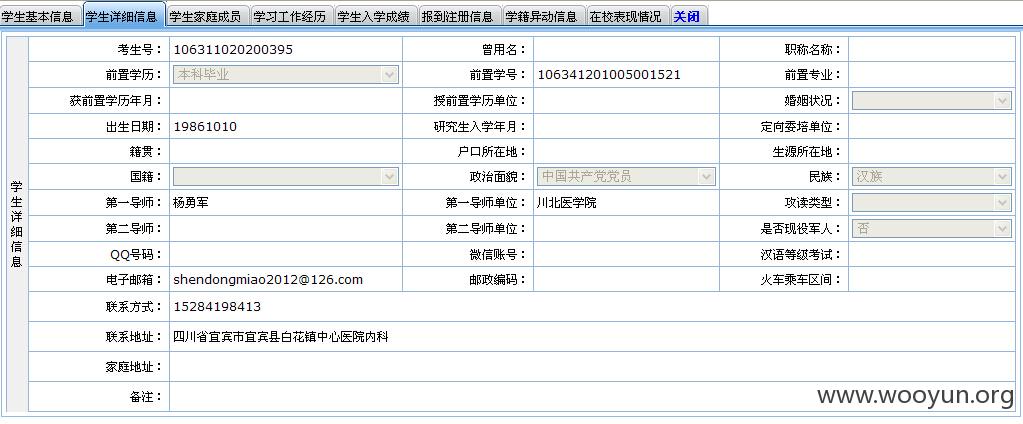 学生基本信息 学生详细信息 学生家庭成员 学习工作经历 学生入学成绩 报到注册信息 学籍异动信息 在校表现情况 关闭
学生详细信息
考生号： 106311020200395 曾用名： 职称名称：
前置学历： 本科毕业 前置学号： 106341201005001521 前置专业：
获前置学历年月： 授前置学历单位： 婚姻状况：
出生日期： 19861010 研究生入学年月： 定向委培单位：
籍贯： 户口所在地： 生源所在地：
国籍： 政治面貌： 中国共产党党员 民族： 汉族
第一导师： 杨勇军 第一导师单位： 川北医学院 攻读类型：
第二导师： 第二导师单位： 是否现役军人： 否
QQ号码： 微信账号： 汉语等级考试：
电子邮箱： shendongmiao2012@126.com 邮政编码： 火车乘车区间：
联系方式： 15284198413
联系地址： 四川省宜宾市宜宾县白花镇中心医院内科
家庭地址：
备注：
www.wooyun.org